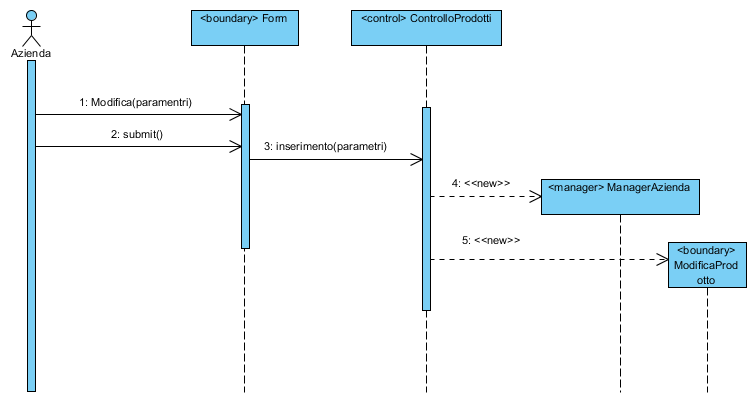 <boundary> Form
<control> ControlloProdotti
Azienda
1: Modifica(paramentri)
2: submit()
3: inserimento(parametri)
4: <<new>>
<manager> ManagerAzienda
5: <<new>>
<boundary>
ModificaProd
otto